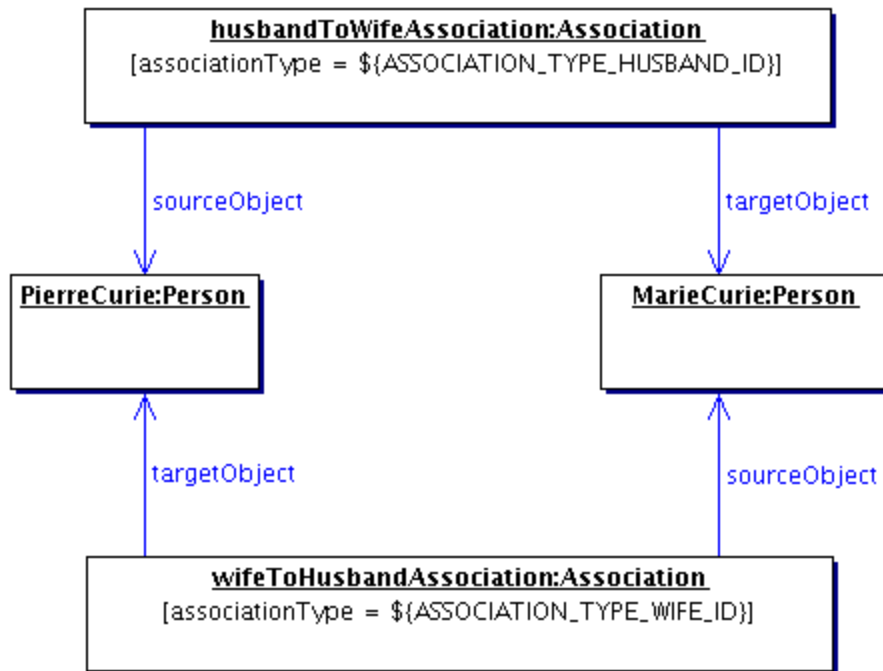 husbandToWifeAssociation:Association
[associationType = ${ASSOCIATION_TYPE_HUSBAND_ID}]
sourceObject
targetObject
PierreCurie:Person
MarieCurie:Person
targetObject
sourceObject
wifeToHusbandAssociation:Association
[associationType = ${ASSOCIATION_TYPE_WIFE_ID}]